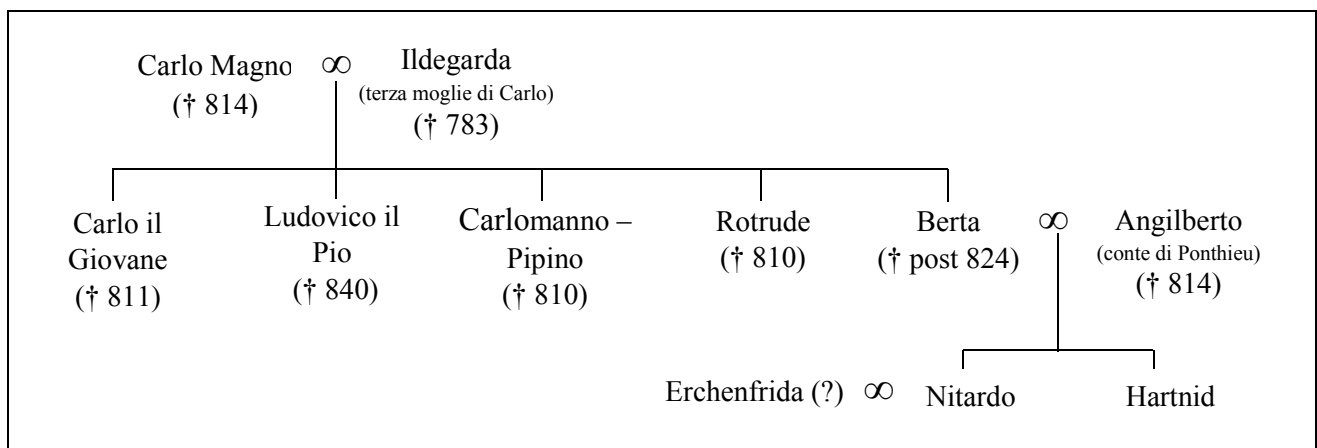 Carlo Magno ∞ Ildegarda
(† 814) (terza moglie di Carlo)
(† 783)
Carlo il
Giovane
(† 811)
Ludovico il
Pio
(† 840)
Carlomanno –
Pipino
(† 810)
Rotrude
(† 810)
Berta
(† post 824)
∞
Angilberto
(conte di Ponthieu)
(† 814)
Erchenfrida (?) ∞ Nitardo
Hartnid